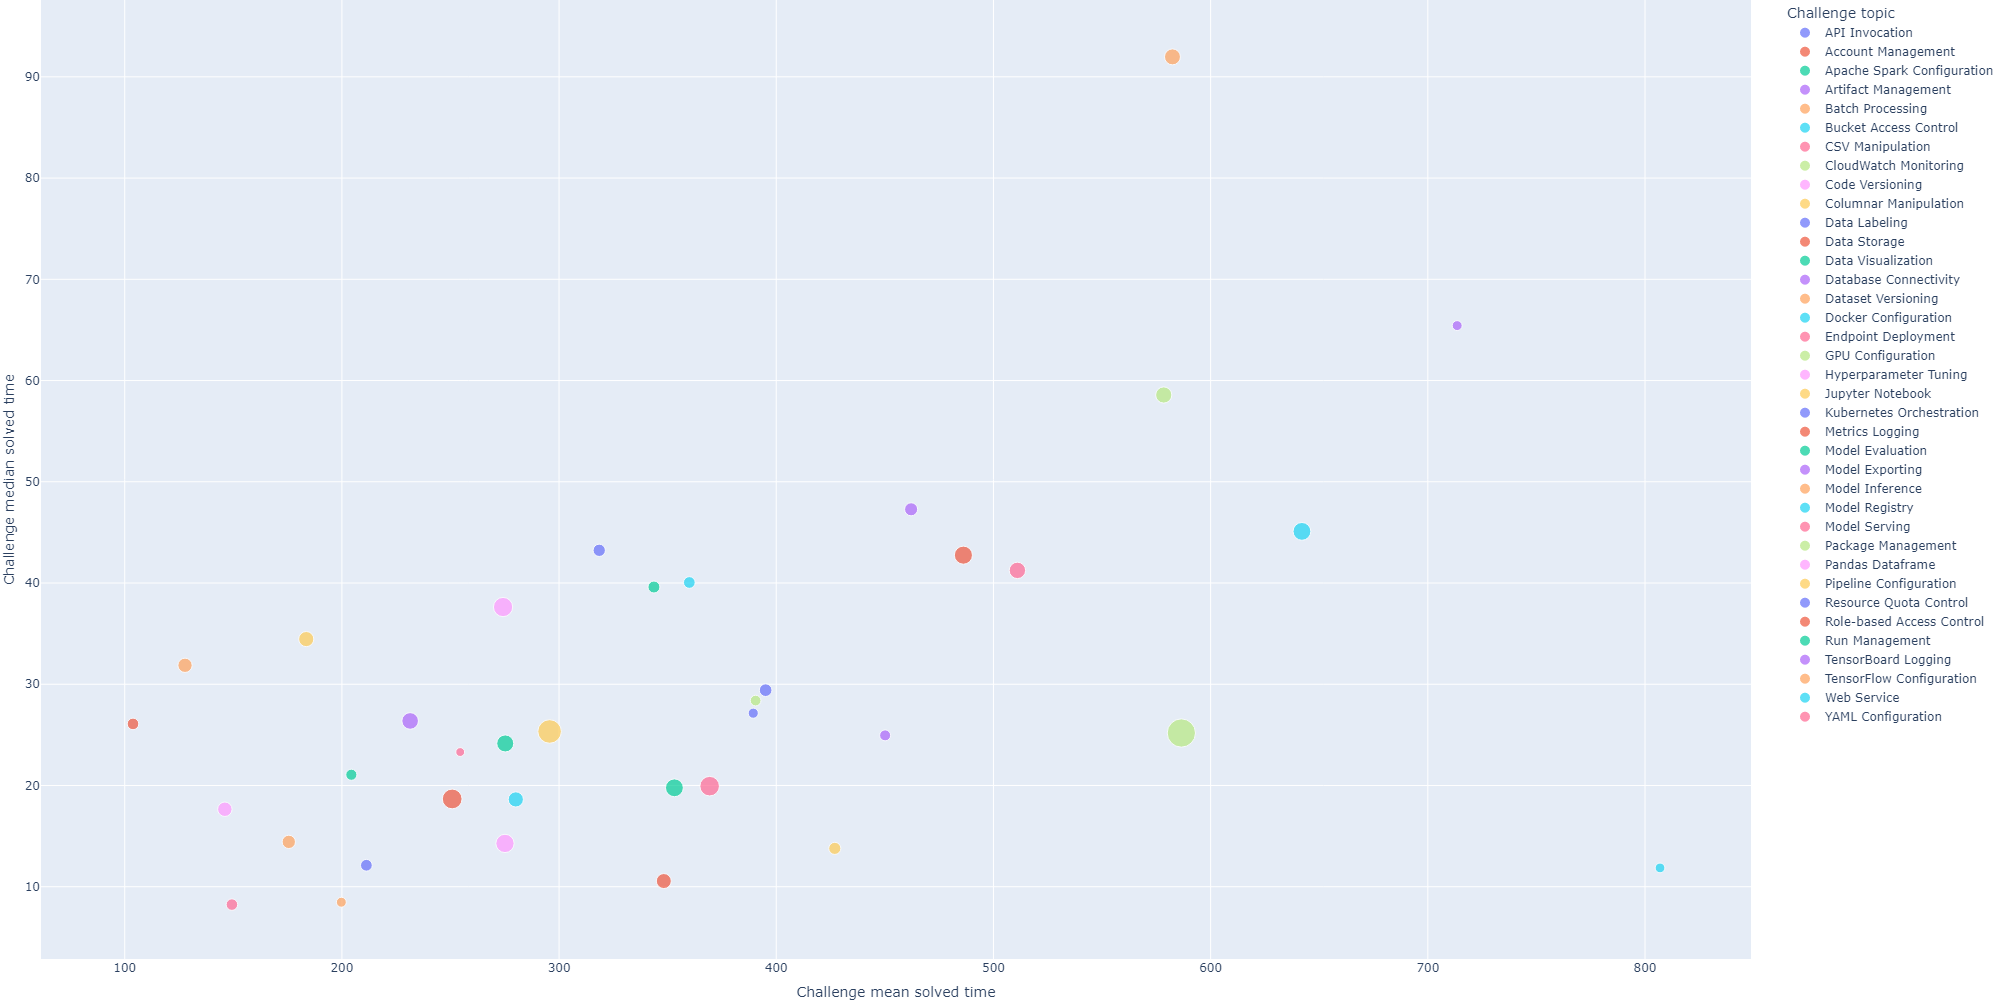 Challenge topic
API Invocation
Account Management
Apache Spark Configuration
Artifact Management
Batch Processing
Bucket Access Control
CSV Manipulation
CloudWatch Monitoring
Code Versioning
Columnar Manipulation
Data Labeling
Data Storage
Data Visualization
Database Connectivity
Dataset Versioning
Docker Configuration
Endpoint Deployment
GPU Configuration
Hyperparameter Tuning
Jupyter Notebook
Kubernetes Orchestration
Metrics Logging
Model Evaluation
Model Exporting
Model Inference
Model Registry
Model Serving
Package Management
Pandas Dataframe
Pipeline Configuration
Resource Quota Control
Role-based Access Control
Run Management
TensorBoard Logging
TensorFlow Configuration
Web Service
YAML Configuration
Challenge median solved time
90
80
70
60
50
40
30
20
10
100 200 300 400 500 600 700 800
Challenge mean solved time